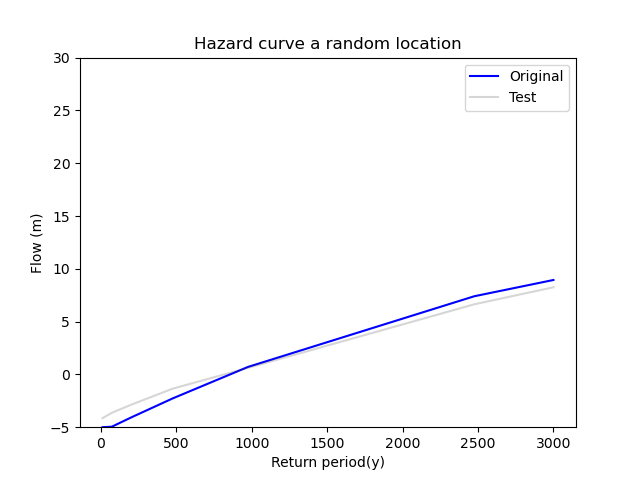 Hazard curve a random location
Original
Test
Flow (m)
30
25
20
15
10
5
0
−5
0 500 1000 1500 2000 2500 3000
Return period(y)